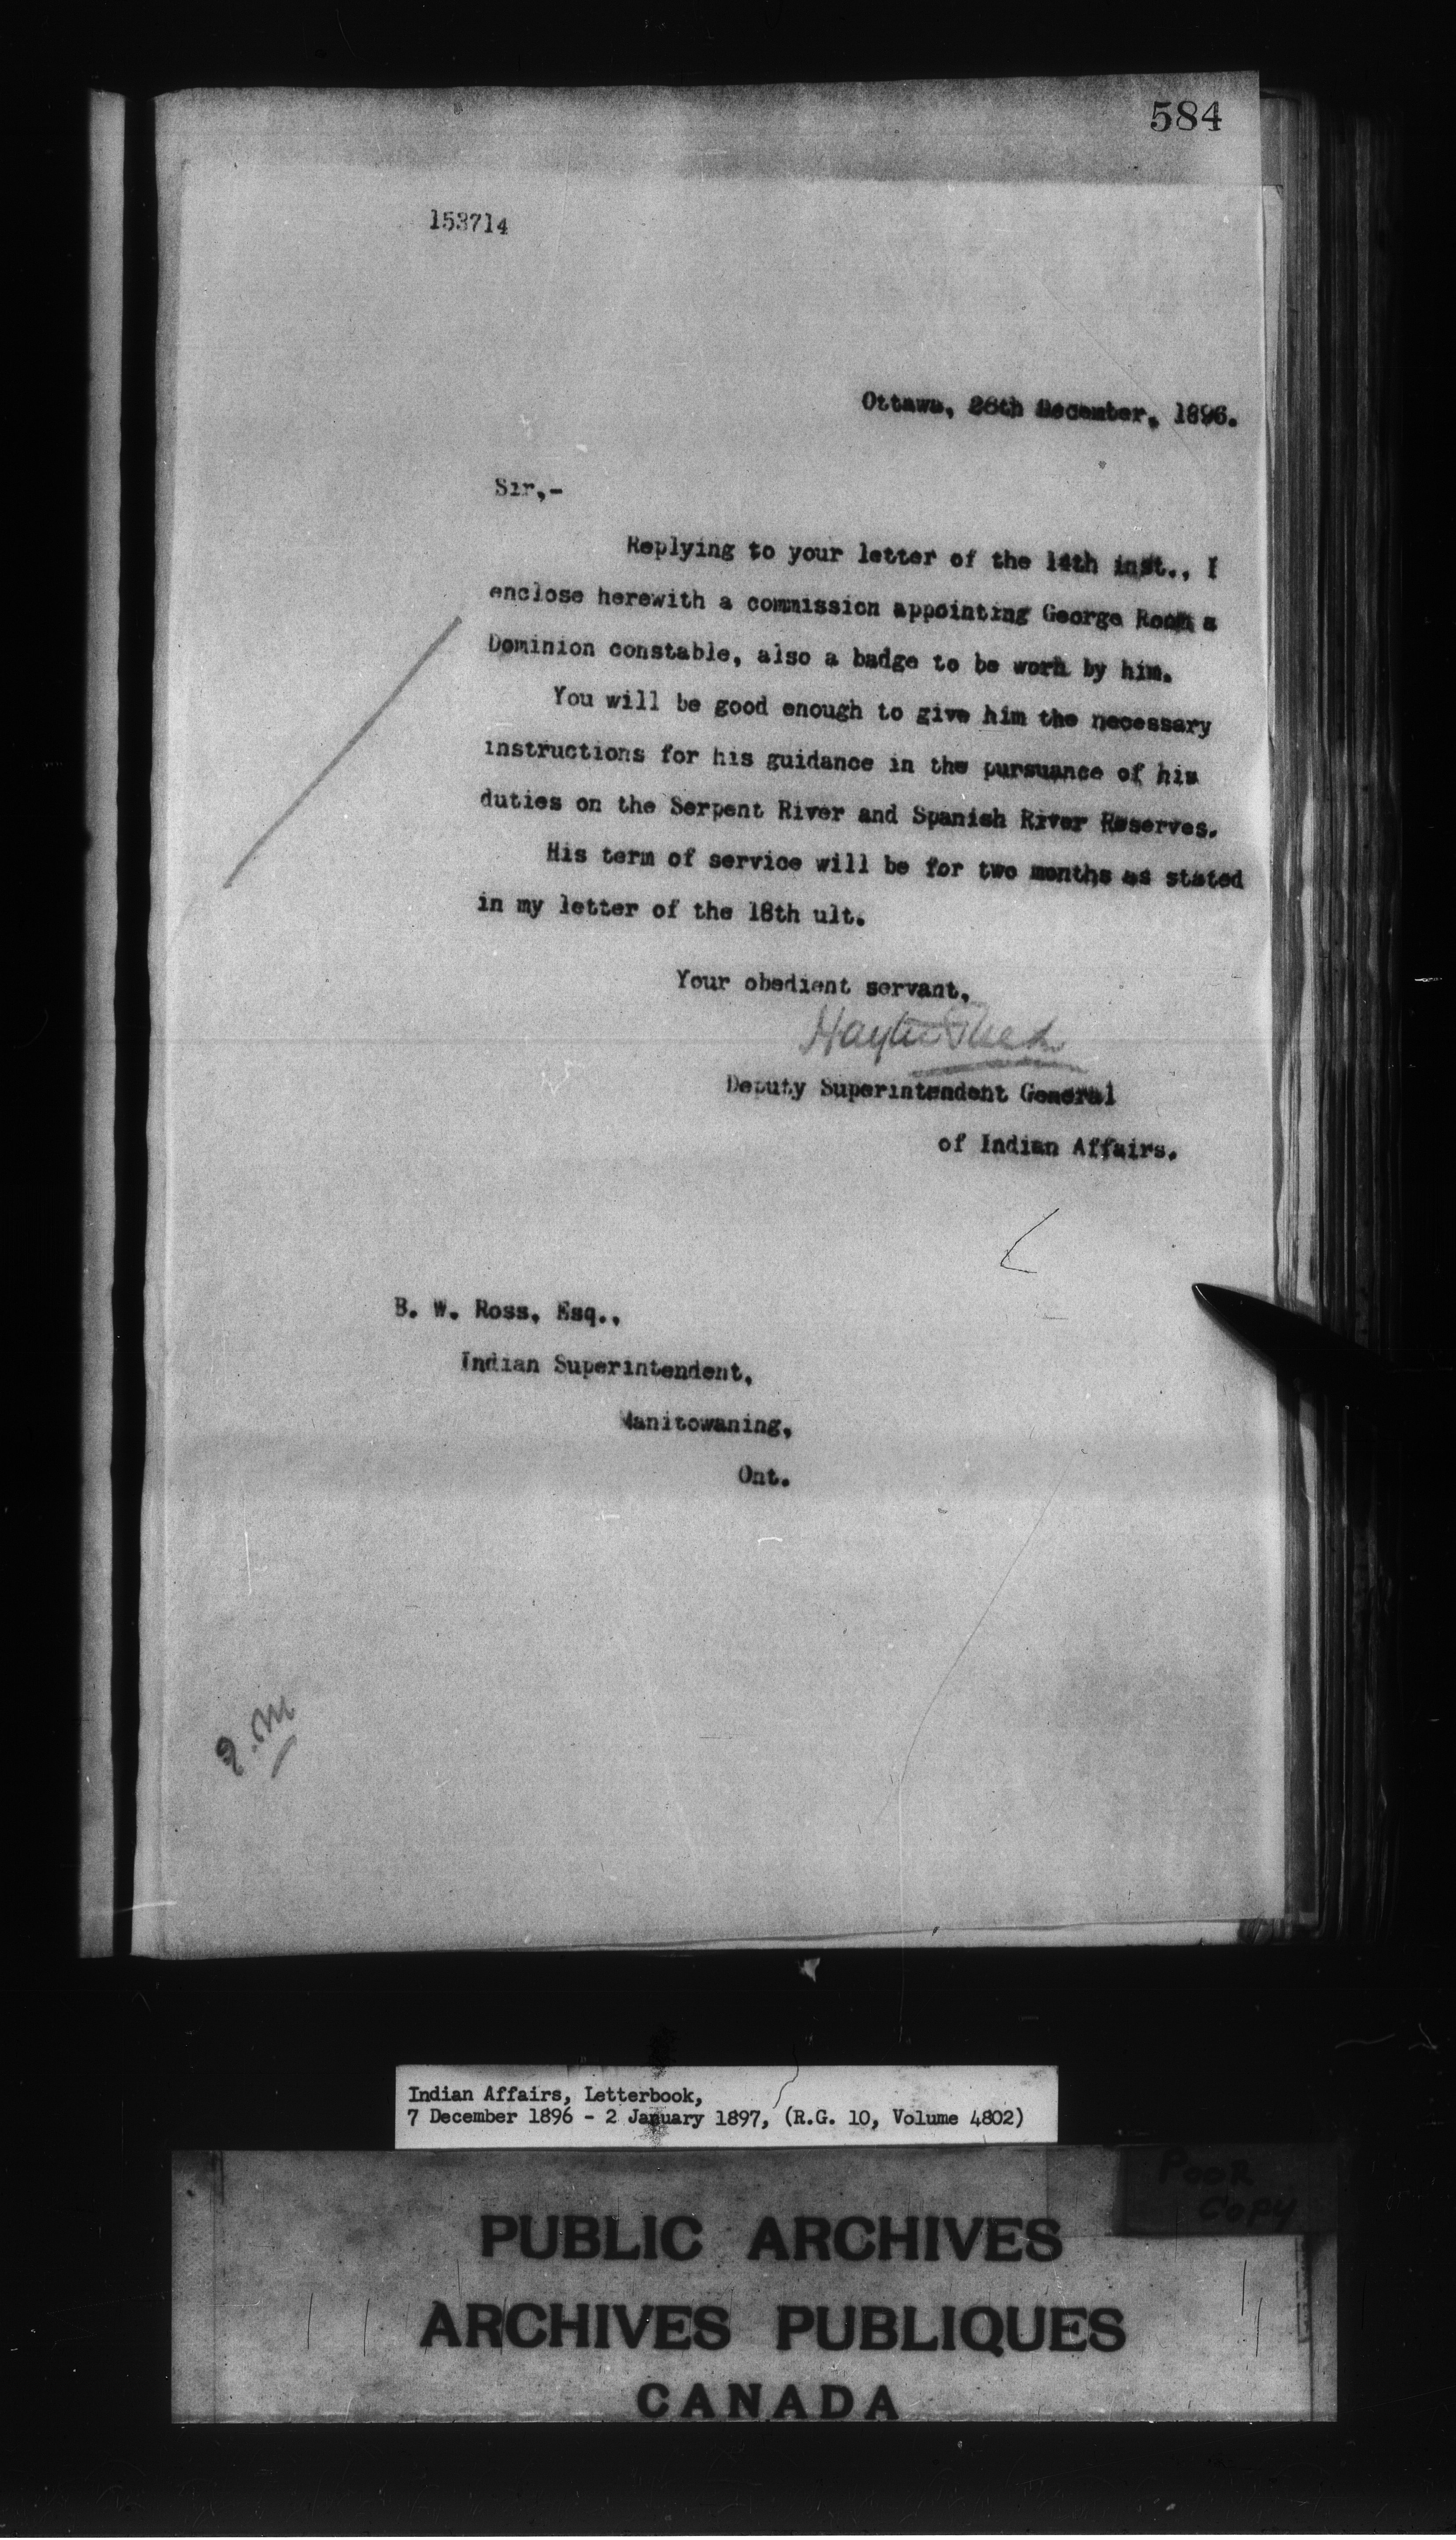 584
153714
Ottawa, 28th December, 1896.
Sir,-
Replying to your letter of the 14th inst., I
enclose herewith a commission appointing George a
Dominion constable, also a badge to be worn by him.
You will be good enough to give him the necessary
instructions for his guidance in the pursuance of his
duties on the Serpent River and Spanish River Reserves.
His term of service will be for two months as stated
in my letter of the 18th ult.
Your obedient servant,
Hayter Reed
Deputy Superintendent General
of Indian Affairs.
B. W. Ross, Esq.,
Indian Superintendent,
Manitowaning,
Ont.
Indian Affairs, Letterbook,
7 December 1896 - 2 January 1897, (R.G. 10, Volume 4802)
POOR
COPY
PUBLIC ARCHIVES
ARCHIVES PUBLIQUES
CANADA